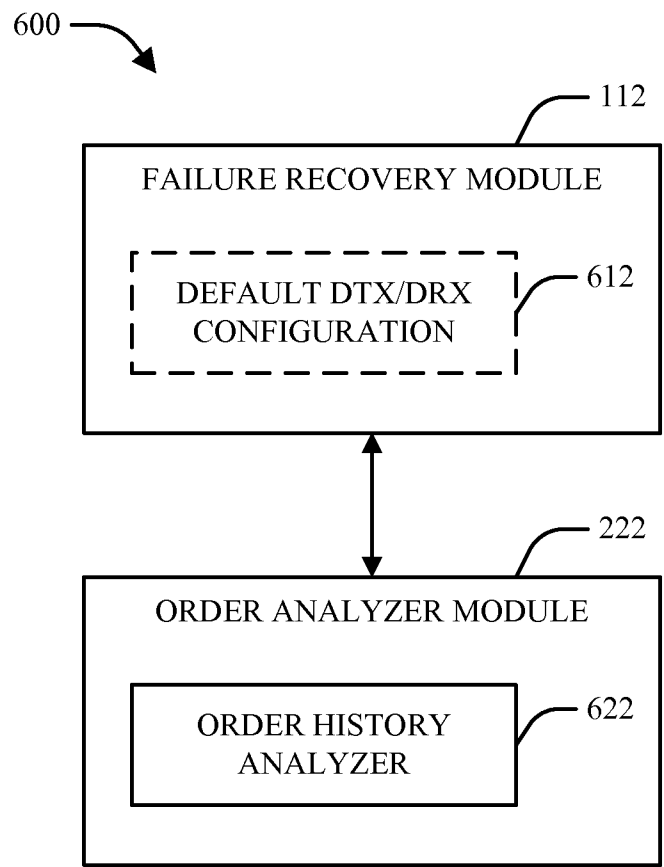 600
112
FAILURE RECOVERY MODULE
DEFAULT DTX/DRX
CONFIGURATION
612
222
ORDER ANALYZER MODULE
ORDER HISTORY
ANALYZER
622